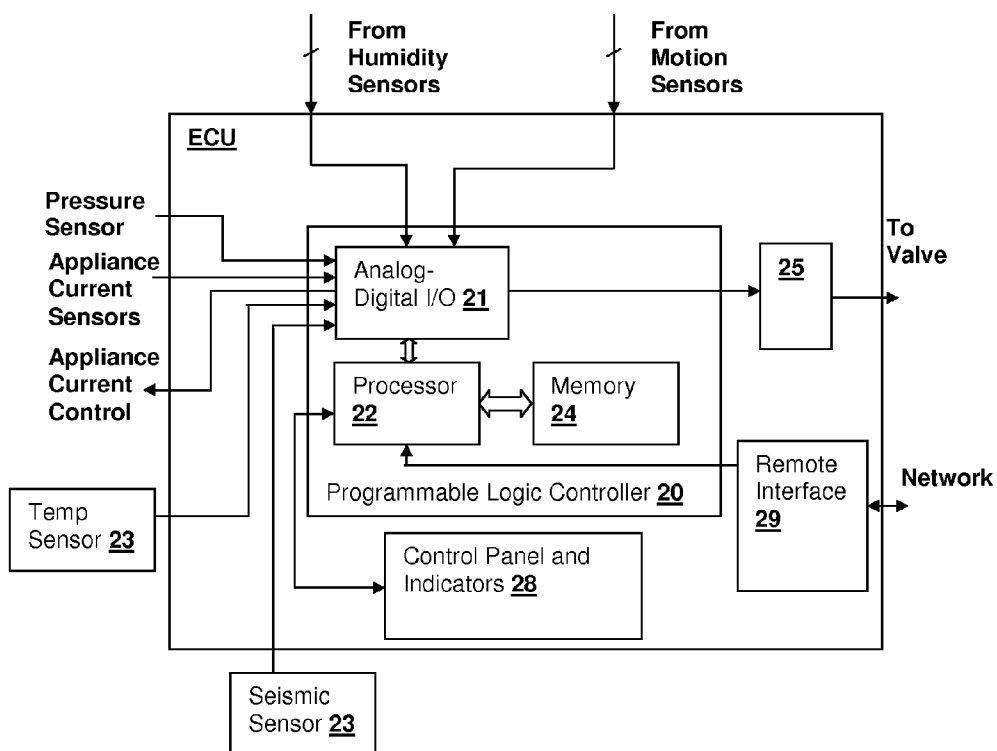 From
Humidity
Sensors
From
Motion
Sensors
ECU
Pressure
Sensor
Appliance
Current
Sensors
Appliance
Current
Control
Analog-
Digital I/O 21
25
To
Valve
Processor
22
Memory
24
Programmable Logic Controller 20
Remote
Interface
29
Network
Temp
Sensor 23
Control Panel and
Indicators 28
Seismic
Sensor 23